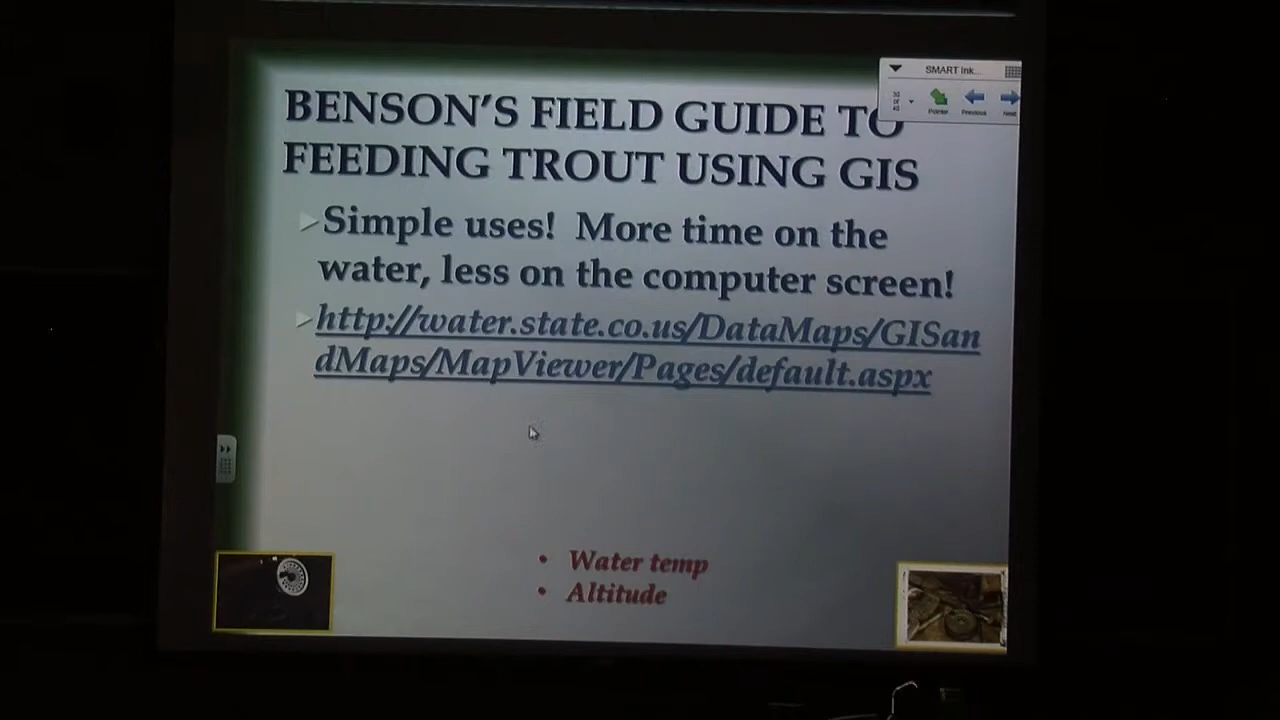 BENSON'S FIELD GUIDE TO
FEEDING TROUT USING GIS
Simple uses! More time on the
water, less on the computer screen!
http://water.state.co.us/DataMaps/GISan
dMaps/MapViewer/Pages/default.aspx
• Water temp
• Altitude
SMART Ink...
Pointer Previous Next